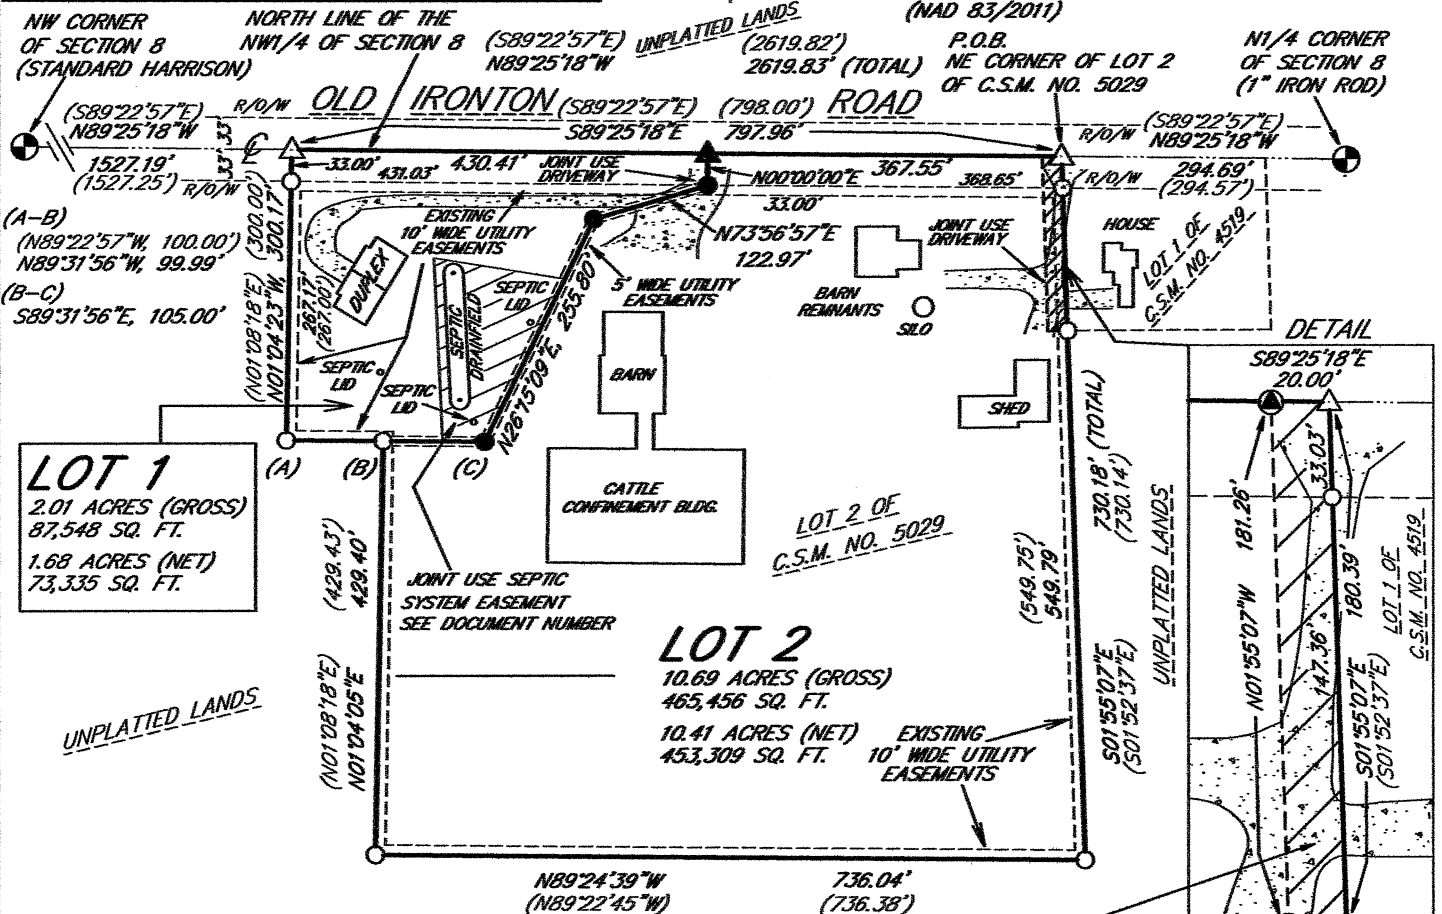 NW CORNER
OF SECTION 8
(STANDARD HARRISON)
NORTH LINE OF THE
NW1/4 OF SECTION 8
(S89°22'57"E)
N89°25'18"W
UNPLATTED LANDS
(2619.82')
2619.83' (TOTAL)
(NAD 83/2011)
P.O.B.
NE CORNER OF LOT 2
OF C.S.M. NO. 5029
N1/4 CORNER
OF SECTION 8
(1" IRON ROD)
(S89°22'57"E)
N89°25'18"W
R/O/W
OLD IRONTON ROAD
(S89°22'57"E) (798.00')
S89°25'18"E 797.96'
R/O/W
(S89°22'57"E)
N89°25'18"W
1527.19'
(1527.25')
R/O/W
33' 33'
33.00'
430.41'
431.03'
JOINT USE
DRIVEWAY
367.55'
368.65'
N00°00'00"E
33.00'
R/O/W
294.69'
(294.57')
(A-B)
(N89°22'57"W, 100.00')
N89°31'56"W, 99.99'
(B-C)
S89°31'56"E, 105.00'
(300.00')
300.17'
(N01°08'18"E)
N01°04'23"W,
267.17'
(267.00')
EXISTING
10' WIDE UTILITY
EASEMENTS
DUPLEX
SEPTIC
DRAINFIELD
SEPTIC
LID
SEPTIC
LID
SEPTIC
LID
N26°15'09"E, 255.80'
N73°56'57"E
122.97'
5' WIDE UTILITY
EASEMENTS
BARN
REMNANTS
SILO
JOINT USE
DRIVEWAY
HOUSE
LOT 1 OF
C.S.M. NO. 4519
BARN
SHED
DETAIL
S89°25'18"E
20.00'
(A)
(B)
(C)
LOT 1
2.01 ACRES (GROSS)
87,548 SQ. FT.
1.68 ACRES (NET)
73,335 SQ. FT.
CATTLE
CONFINEMENT BLDG.
LOT 2 OF
C.S.M. NO. 5029
JOINT USE SEPTIC
SYSTEM EASEMENT
SEE DOCUMENT NUMBER
(429.43')
429.40'
(N01°08'18"E)
N01°04'05"E
UNPLATTED LANDS
LOT 2
10.69 ACRES (GROSS)
465,456 SQ. FT.
10.41 ACRES (NET)
453,309 SQ. FT.
EXISTING
10' WIDE UTILITY
EASEMENTS
(549.75')
549.79'
730.18' (TOTAL)
(730.14')
S01°55'07"E
(S01°52'37"E)
UNPLATTED LANDS
181.26'
N01°55'07"W
33.03'
147.36'
180.39'
S01°55'07"E
(S01°52'37"E)
LOT 1 OF
C.S.M. NO. 4519
N89°24'39"W 736.04'
(N89°22'45"W) (736.38')